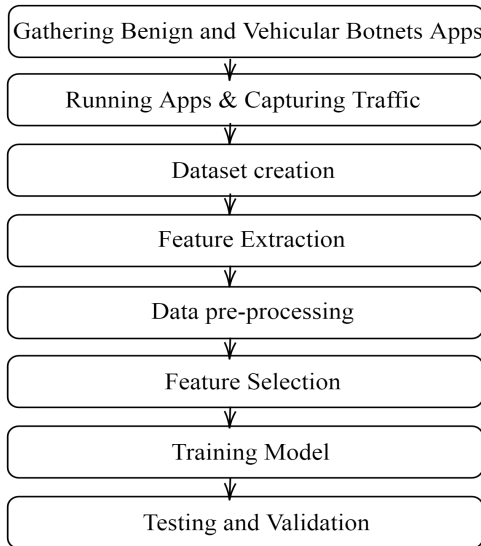 Gathering Benign and Vehicular Botnets Apps
Running Apps & Capturing Traffic
Dataset creation
Feature Extraction
Data pre-processing
Feature Selection
Training Model
Testing and Validation